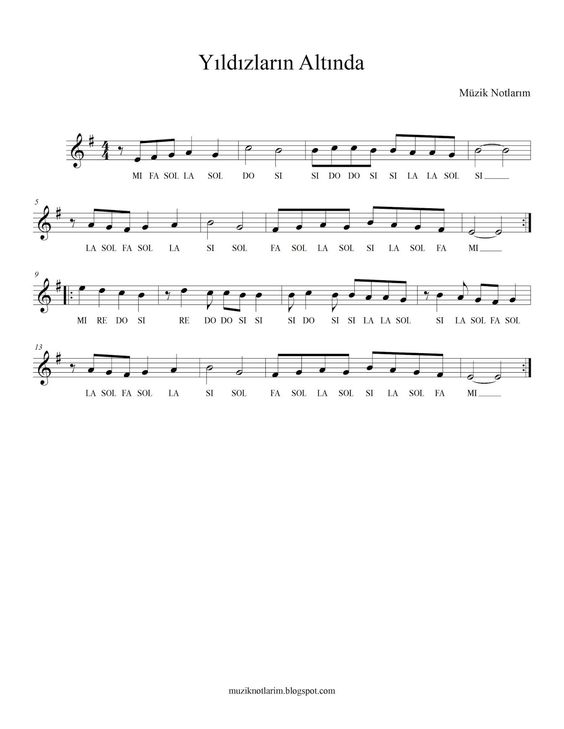 Yıldızların Altında
Müzik Notlarım
4
4
MI FA SOL LA SOL DO SI SI DO DO SI SI LA LA SOL SI
5
LA SOL FA SOL LA SI SOL FA SOL LA SOL SI LA SOL FA MI
9
MI RE DO SI RE DO DO SI SI SI DO SI SI LA LA SOL SI LA SOL FA SOL
13
LA SOL FA SOL LA SI SOL FA SOL LA SOL SI LA SOL FA MI
muziknotlarim.blogspot.com